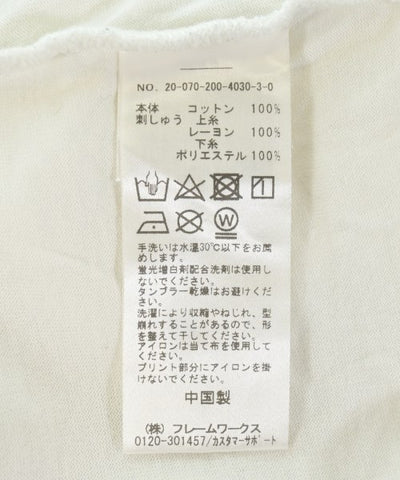 NO. 20-070-200-4030-3-0
本体 コットン 100%
刺しゅう 上糸
レーヨン 100%
下糸
ポリエステル 100%
W
手洗いは水温30℃以下をお薦
めします。
蛍光増白剤配合洗剤は使用し
ないでください。
タンブラー乾燥はお避けくだ
さい。
洗濯により収縮やねじれ、型
崩れすることがあるので、形
を整えて干してください。
アイロンは当て布を使用して
ください。
プリント部分にアイロンを掛
けないでください。
中国製
(株) フレームワークス
0120-301457/カスタマーサポート